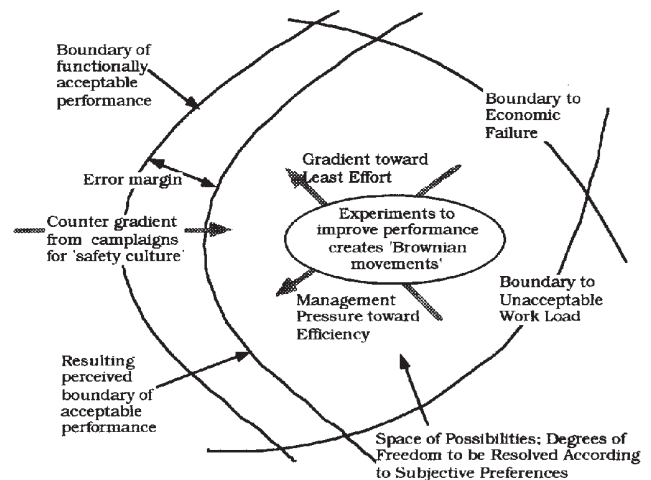 Boundary of
functionally
acceptable
performance
Boundary to
Economic
Failure
Error margin
Gradient toward
Least Effort
Counter gradient
from camplaigns
for 'safety culture'
Experiments to
improve performance
creates 'Brownian
movements'
Management
Pressure toward
Efficiency
Boundary to
Unacceptable
Work Load
Resulting
perceived
boundary of
acceptable
performance
Space of Possibilities; Degrees of
Freedom to be Resolved According
to Subjective Preferences